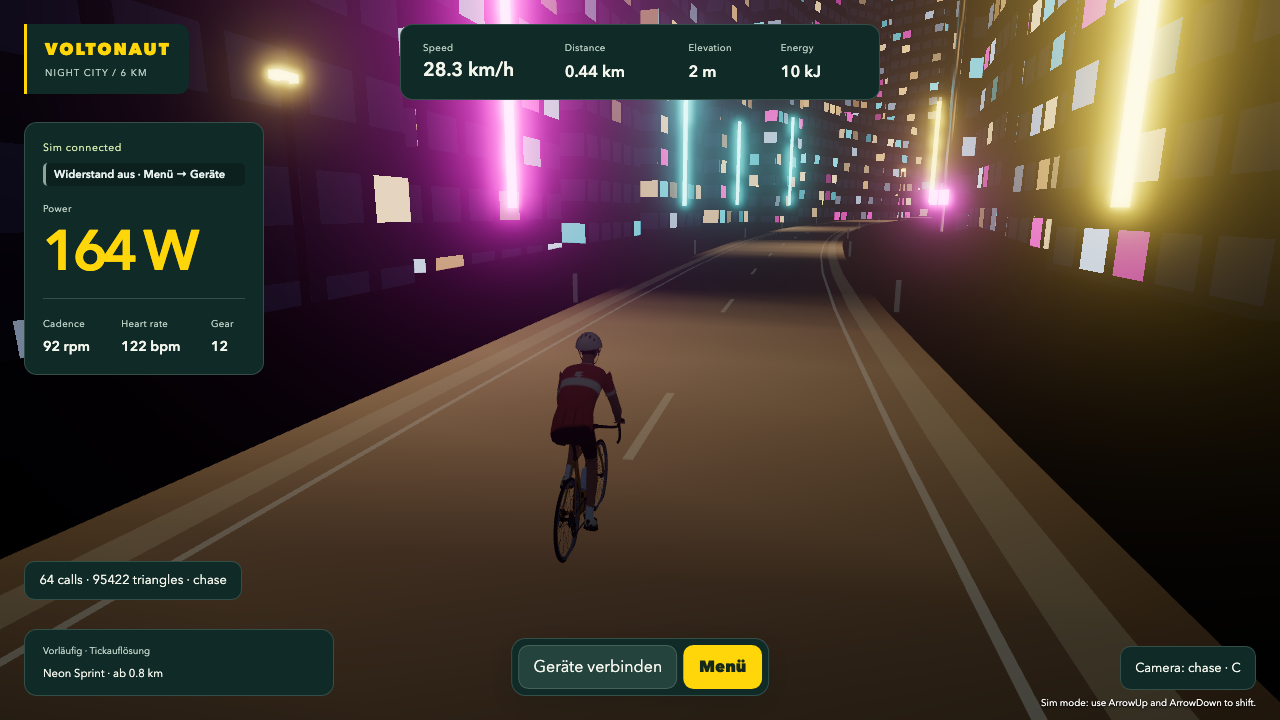 VOLTONAUT
NIGHT CITY / 6 KM
Speed
28.3 km/h
Distance
0.44 km
Elevation
2 m
Energy
10 kJ
Sim connected
Widerstand aus · Menü → Geräte
Power
164 W
Cadence
92 rpm
Heart rate
122 bpm
Gear
12
64 calls · 95422 triangles · chase
Vorläufig · Tickauflösung
Neon Sprint · ab 0.8 km
Geräte verbinden
Menü
Camera: chase · C
Sim mode: use ArrowUp and ArrowDown to shift.